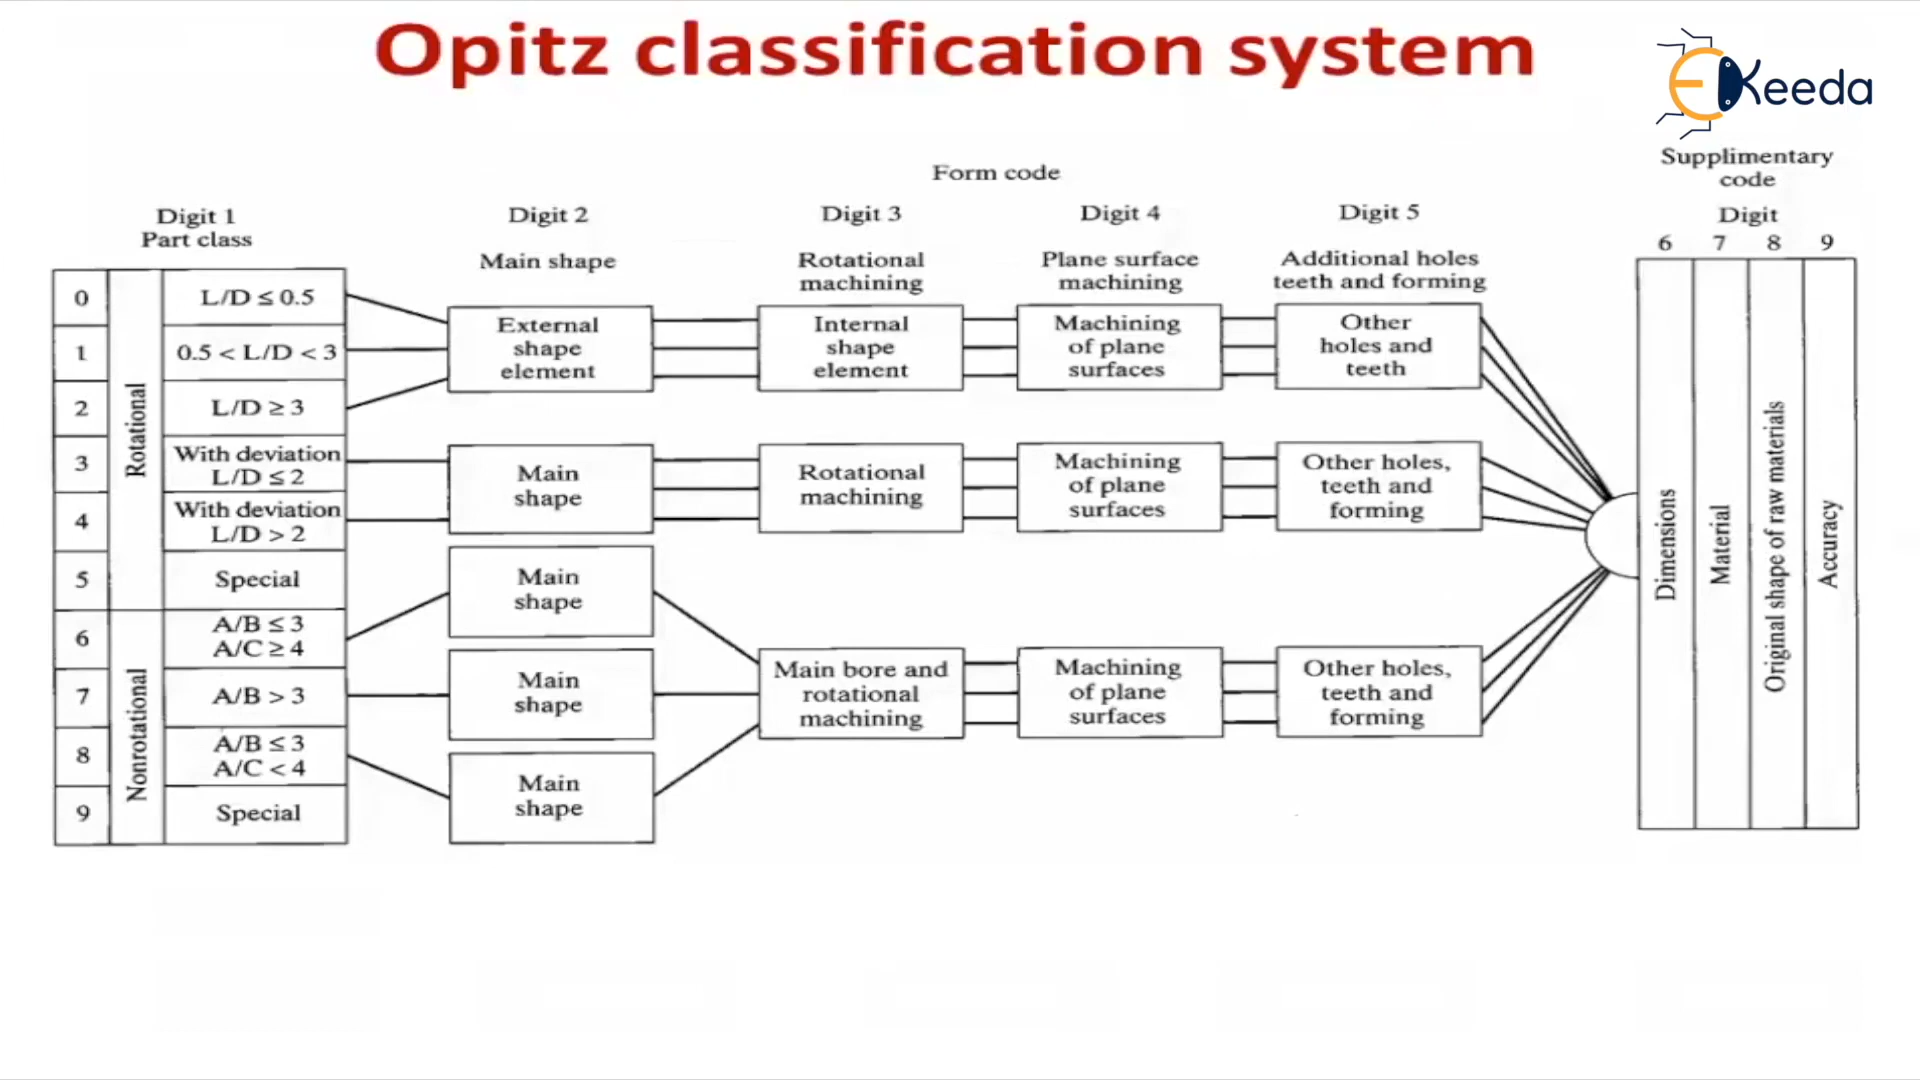 Opitz classification system
EKeeda
Form code
Supplimentary
code
Digit 1
Part class
Digit 2
Main shape
Digit 3
Rotational
machining
Digit 4
Plane surface
machining
Digit 5
Additional holes
teeth and forming
Digit
6 7 8 9
0
L/D ≤ 0.5
1
0.5 < L/D < 3
2
L/D ≥ 3
3
With deviation
L/D ≤ 2
4
With deviation
L/D > 2
5
Special
Rotational
6
A/B ≤ 3
A/C ≥ 4
7
A/B > 3
8
A/B ≤ 3
A/C < 4
9
Special
Nonrotational
External
shape
element
Internal
shape
element
Machining
of plane
surfaces
Other
holes and
teeth
Main
shape
Rotational
machining
Machining
of plane
surfaces
Other holes,
teeth and
forming
Main
shape
Main
shape
Main
shape
Main bore and
rotational
machining
Machining
of plane
surfaces
Other holes,
teeth and
forming
Dimensions
Material
Original shape of raw materials
Accuracy